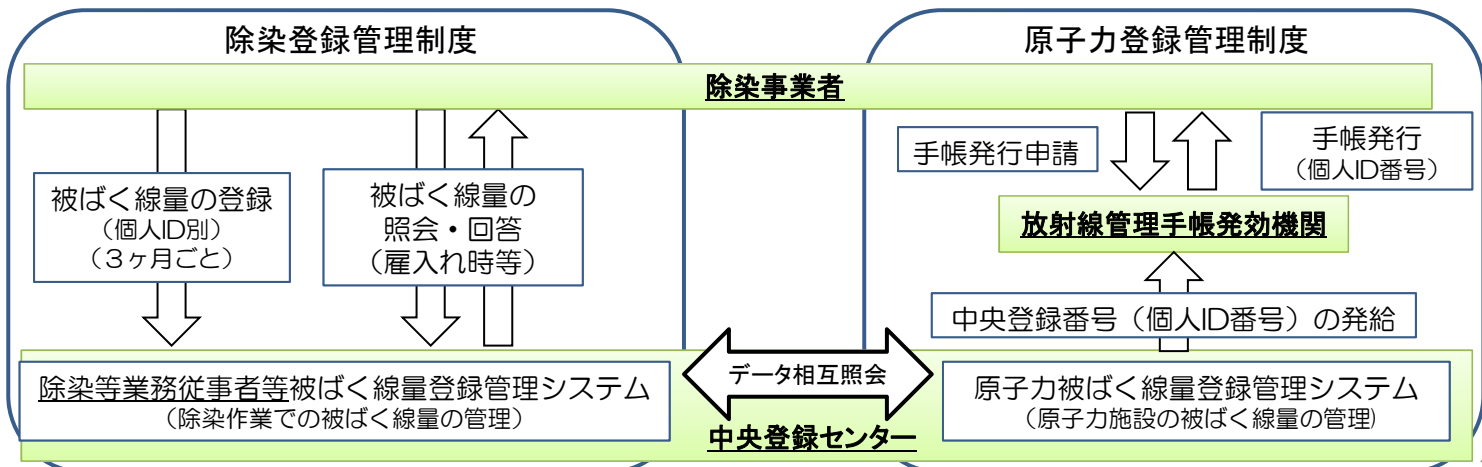 除染登録管理制度
原子力登録管理制度
除染事業者
被ばく線量の登録
（個人ID別）
（３ヶ月ごと）
被ばく線量の
照会・回答
（雇入れ時等）
手帳発行申請
手帳発行
（個人ID番号）
放射線管理手帳発効機関
中央登録番号（個人ID番号）の発給
除染等業務従事者等被ばく線量登録管理システム
（除染作業での被ばく線量の管理）
データ相互照会
原子力被ばく線量登録管理システム
（原子力施設の被ばく線量の管理）
中央登録センター